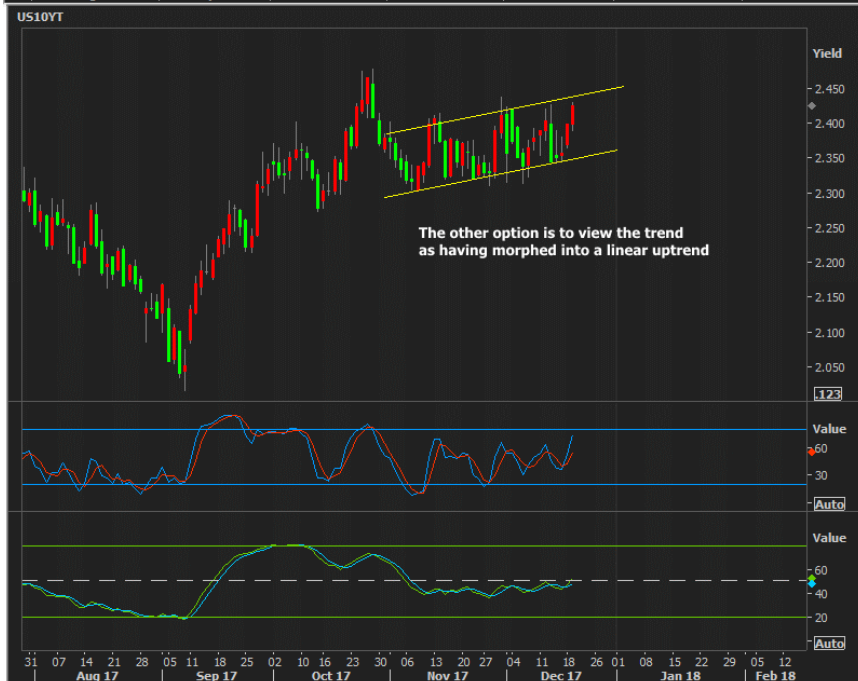 US10YT
Yield
2.450
2.400
2.350
2.300
2.250
2.200
2.150
2.100
2.050
.123
The other option is to view the trend
as having morphed into a linear uptrend
Value
60
30
Auto
Value
60
40
20
Auto
31 07 14 21 28 05 11 18 25 02 10 16 23 30 06 13 20 27 04 11 18 26 01 08 16 22 29 05 12
Aug 17 Sep 17 Oct 17 Nov 17 Dec 17 Jan 18 Feb 18